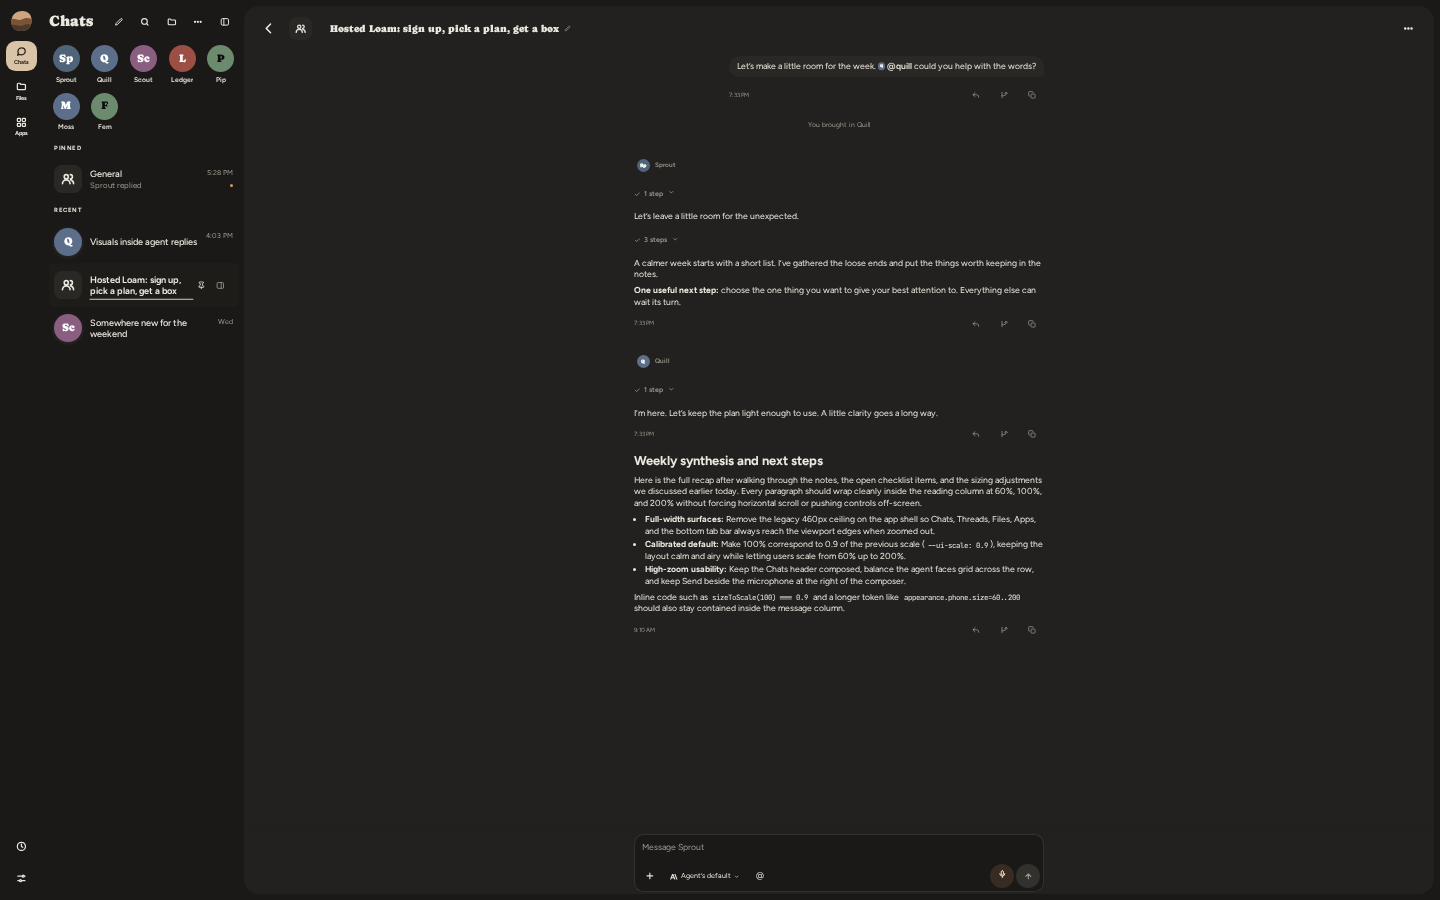 Chats
Chats
Files
Apps
Sp
Q
Sc
L
P
Sprout
Quill
Scout
Ledger
Pip
M
F
Moss
Fern
PINNED
General
5:28 PM
Sprout replied
RECENT
Q
Visuals inside agent replies
4:03 PM
Hosted Loam: sign up,
pick a plan, get a box
Sc
Somewhere new for the
weekend
Wed
Hosted Loam: sign up, pick a plan, get a box
Let's make a little room for the week. @quill could you help with the words?
7:33 PM
You brought in Quill
Sp Sprout
1 step
Let's leave a little room for the unexpected.
3 steps
A calmer week starts with a short list. I've gathered the loose ends and put the things worth keeping in the
notes.
One useful next step: choose the one thing you want to give your best attention to. Everything else can
wait its turn.
7:33 PM
Q Quill
1 step
I'm here. Let's keep the plan light enough to use. A little clarity goes a long way.
7:33 PM
Weekly synthesis and next steps
Here is the full recap after walking through the notes, the open checklist items, and the sizing adjustments
we discussed earlier today. Every paragraph should wrap cleanly inside the reading column at 60%, 100%,
and 200% without forcing horizontal scroll or pushing controls off-screen.
• Full-width surfaces: Remove the legacy 460px ceiling on the app shell so Chats, Threads, Files, Apps,
and the bottom tab bar always reach the viewport edges when zoomed out.
• Calibrated default: Make 100% correspond to 0.9 of the previous scale ( --ui-scale: 0.9 ), keeping the
layout calm and airy while letting users scale from 60% up to 200%.
• High-zoom usability: Keep the Chats header composed, balance the agent faces grid across the row,
and keep Send beside the microphone at the right of the composer.
Inline code such as sizeToScale(100) === 0.9 and a longer token like appearance.phone.size=60..200
should also stay contained inside the message column.
9:10 AM
Message Sprout
Agent's default
@